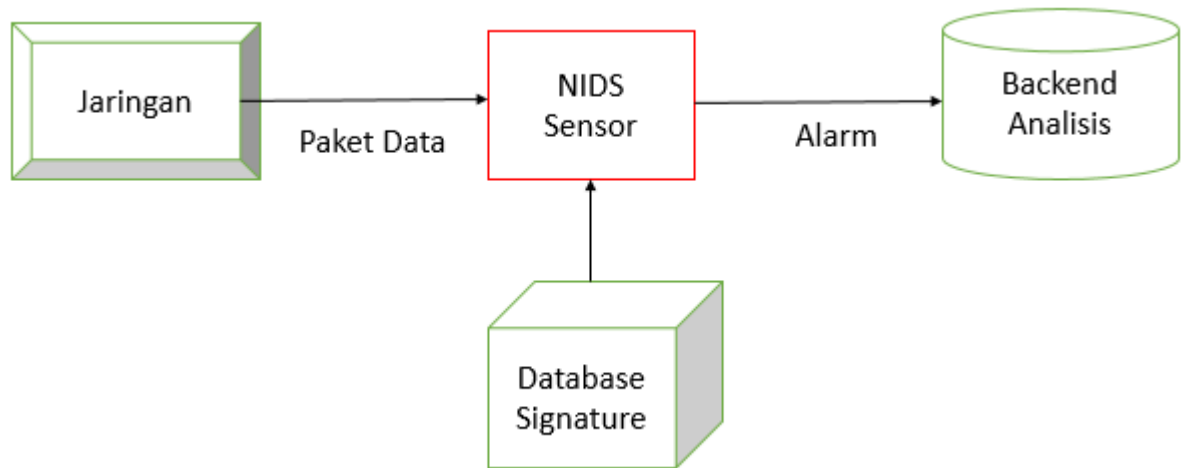 Jaringan
Paket Data
NIDS
Sensor
Alarm
Backend
Analisis
Database
Signature